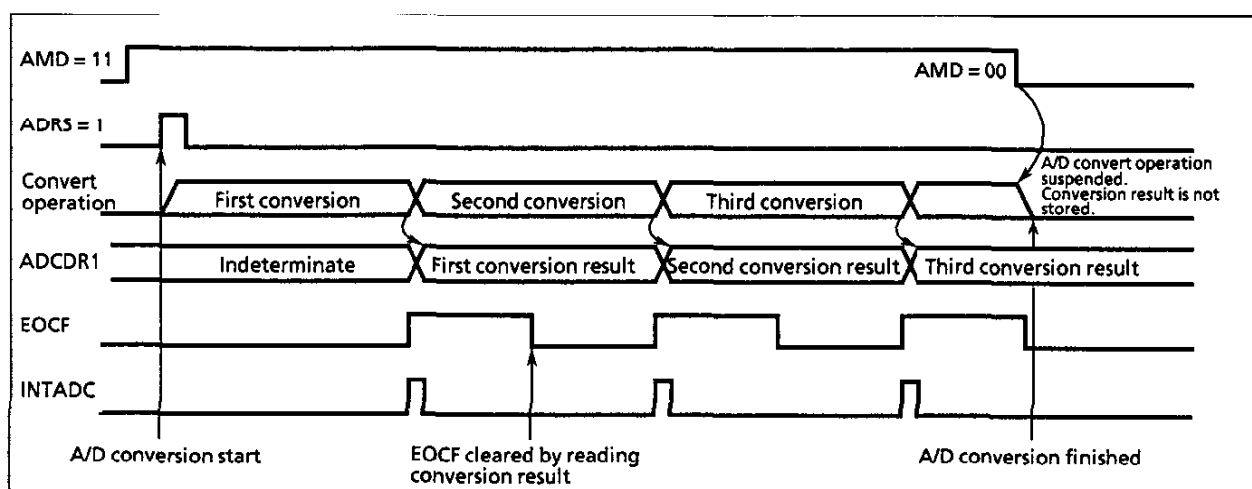 AMD = 11
AMD = 00
ADRS = 1
Convert
operation
First conversion
Second conversion
Third conversion
A/D convert operation
suspended.
Conversion result is not
stored.
ADCDR1
Indeterminate
First conversion result
Second conversion result
Third conversion result
EOCF
INTADC
A/D conversion start
EOCF cleared by reading
conversion result
A/D conversion finished